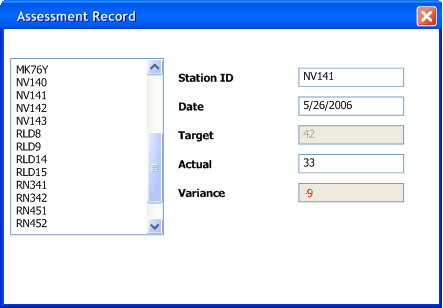 Assessment Record
MK76Y
NV140
NV141
NV142
NV143
RLD8
RLD9
RLD14
RLD15
RN341
RN342
RN451
RN452
Station ID NV141
Date 5/26/2006
Target 42
Actual 33
Variance -9